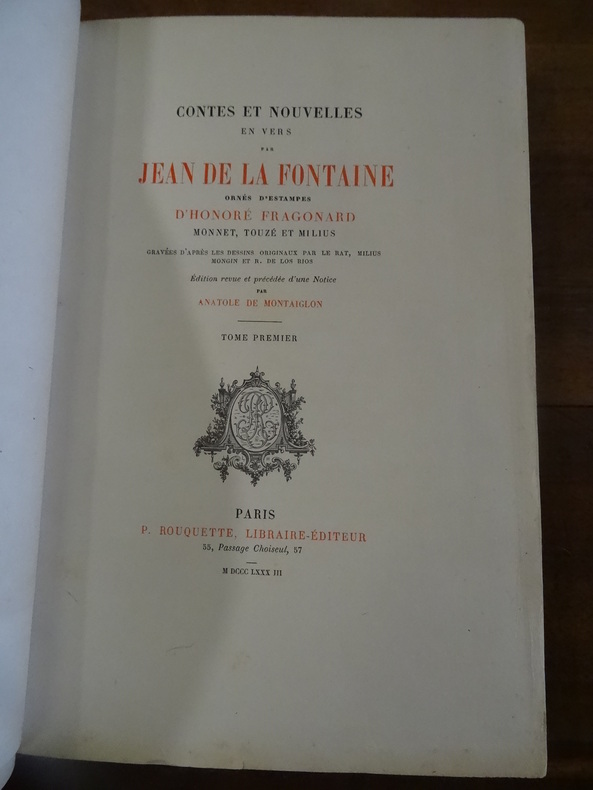 CONTES ET NOUVELLES
EN VERS
PAR
JEAN DE LA FONTAINE
ORNÉS D'ESTAMPES
D'HONORÉ FRAGONARD
MONNET, TOUZÉ ET MILIUS
GRAVÉES D'APRÈS LES DESSINS ORIGINAUX PAR LE RAT, MILIUS
MONGIN ET R. DE LOS RIOS
Édition revue et précédée d'une Notice
PAR
ANATOLE DE MONTAIGLON
TOME PREMIER
PARIS
P. ROUQUETTE, LIBRAIRE-ÉDITEUR
55, Passage Choiseul, 57
M DCCC LXXX III